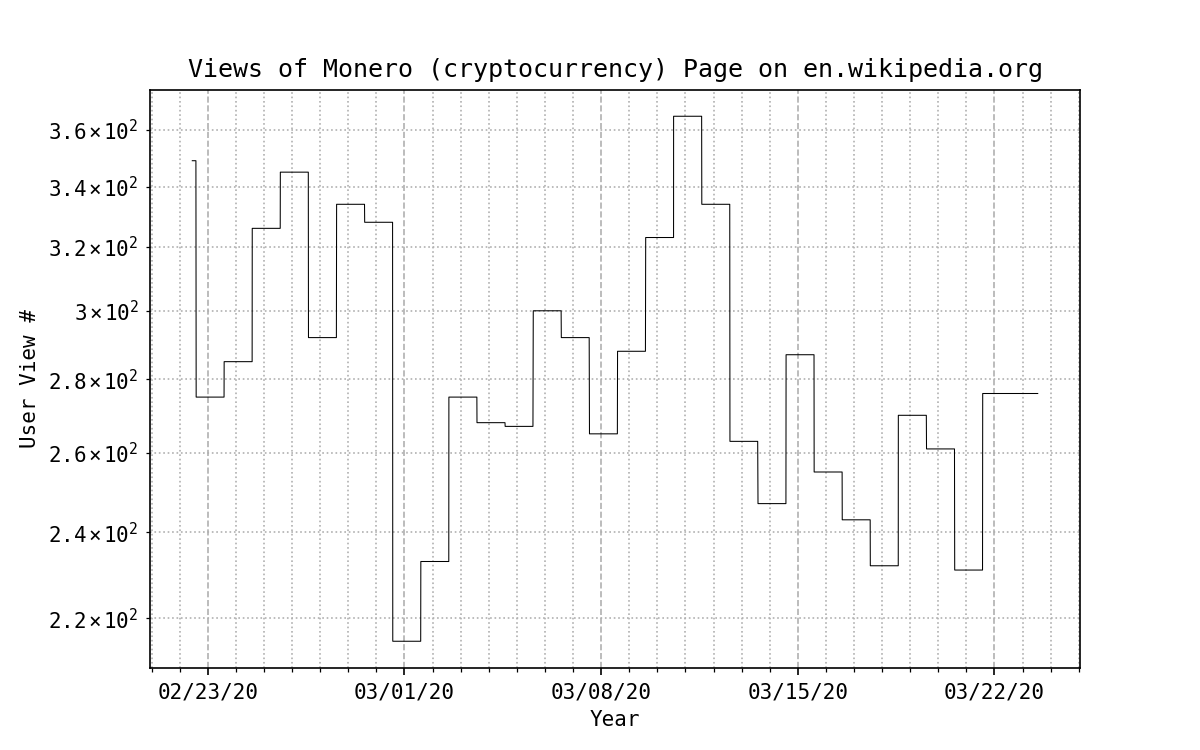 Views of Monero (cryptocurrency) Page on en.wikipedia.org
3.6×10²
3.4×10²
3.2×10²
3×10²
2.8×10²
2.6×10²
2.4×10²
2.2×10²
User View #
02/23/20 03/01/20 03/08/20 03/15/20 03/22/20
Year